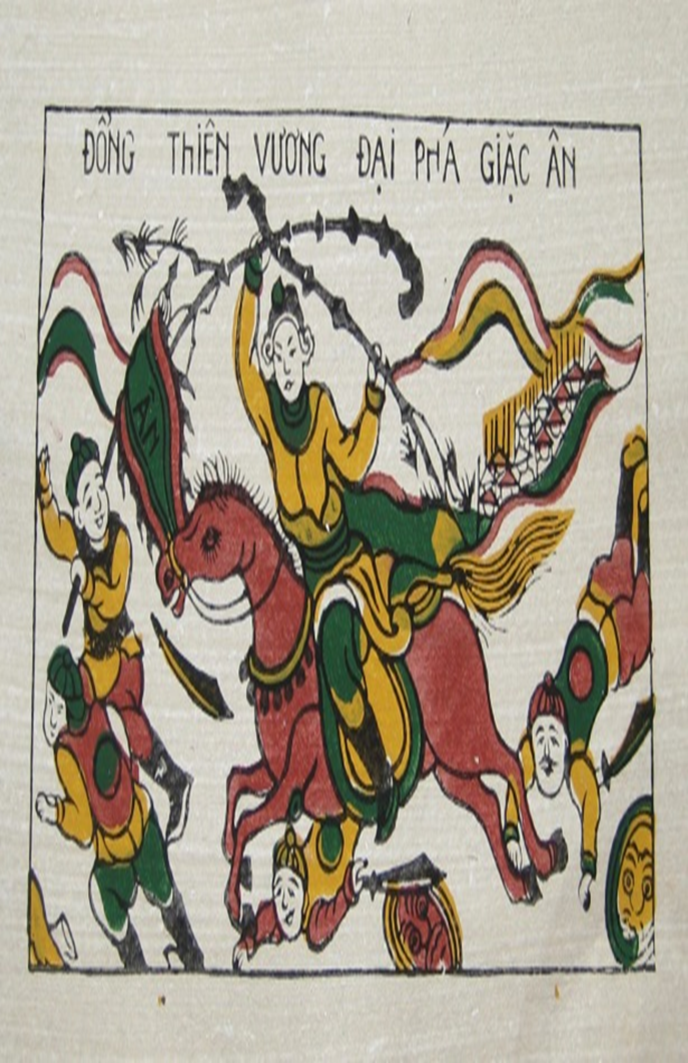 ĐỔNG THIÊN VƯƠNG ĐẠI PHÁ GIẶC ÂN
ÂN